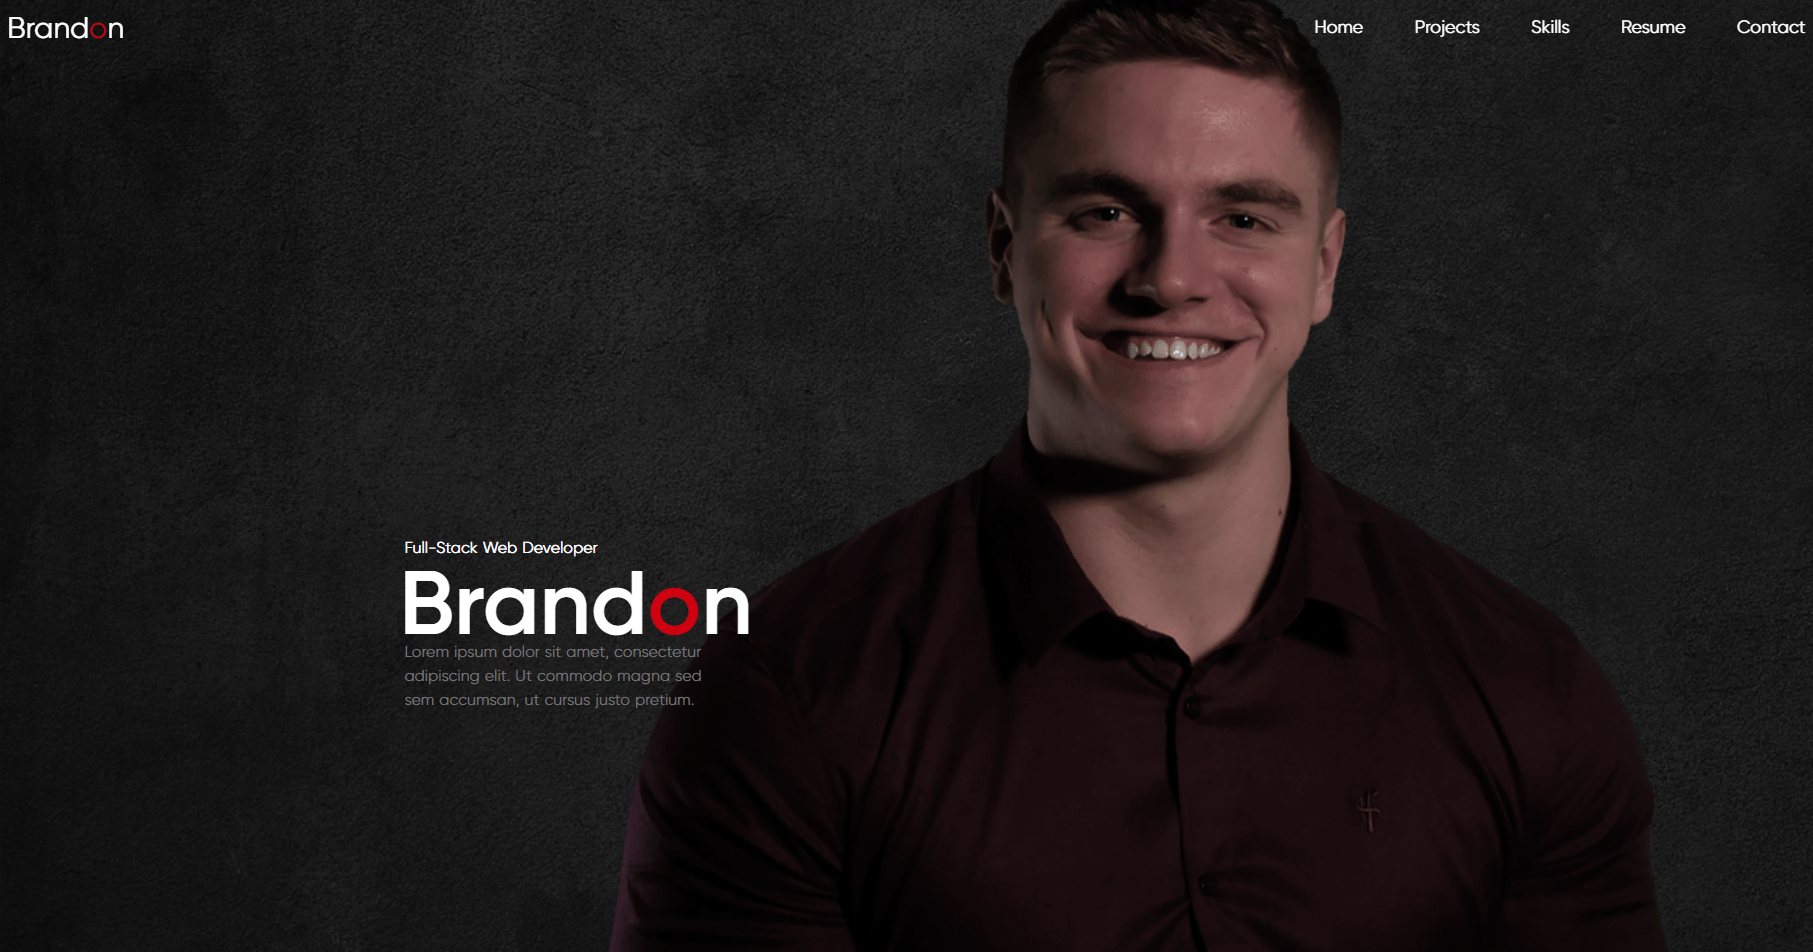 Brandon
Home Projects Skills Resume Contact
Full-Stack Web Developer
Brandon
Lorem ipsum dolor sit amet, consectetur
adipiscing elit. Ut commodo magna sed
sem accumsan, ut cursus justo pretium.